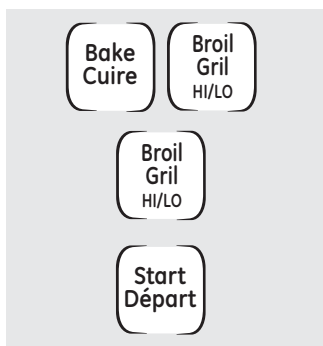 Bake
Cuire
Broil
Gril
HI/LO
Broil
Gril
HI/LO
Start
Départ